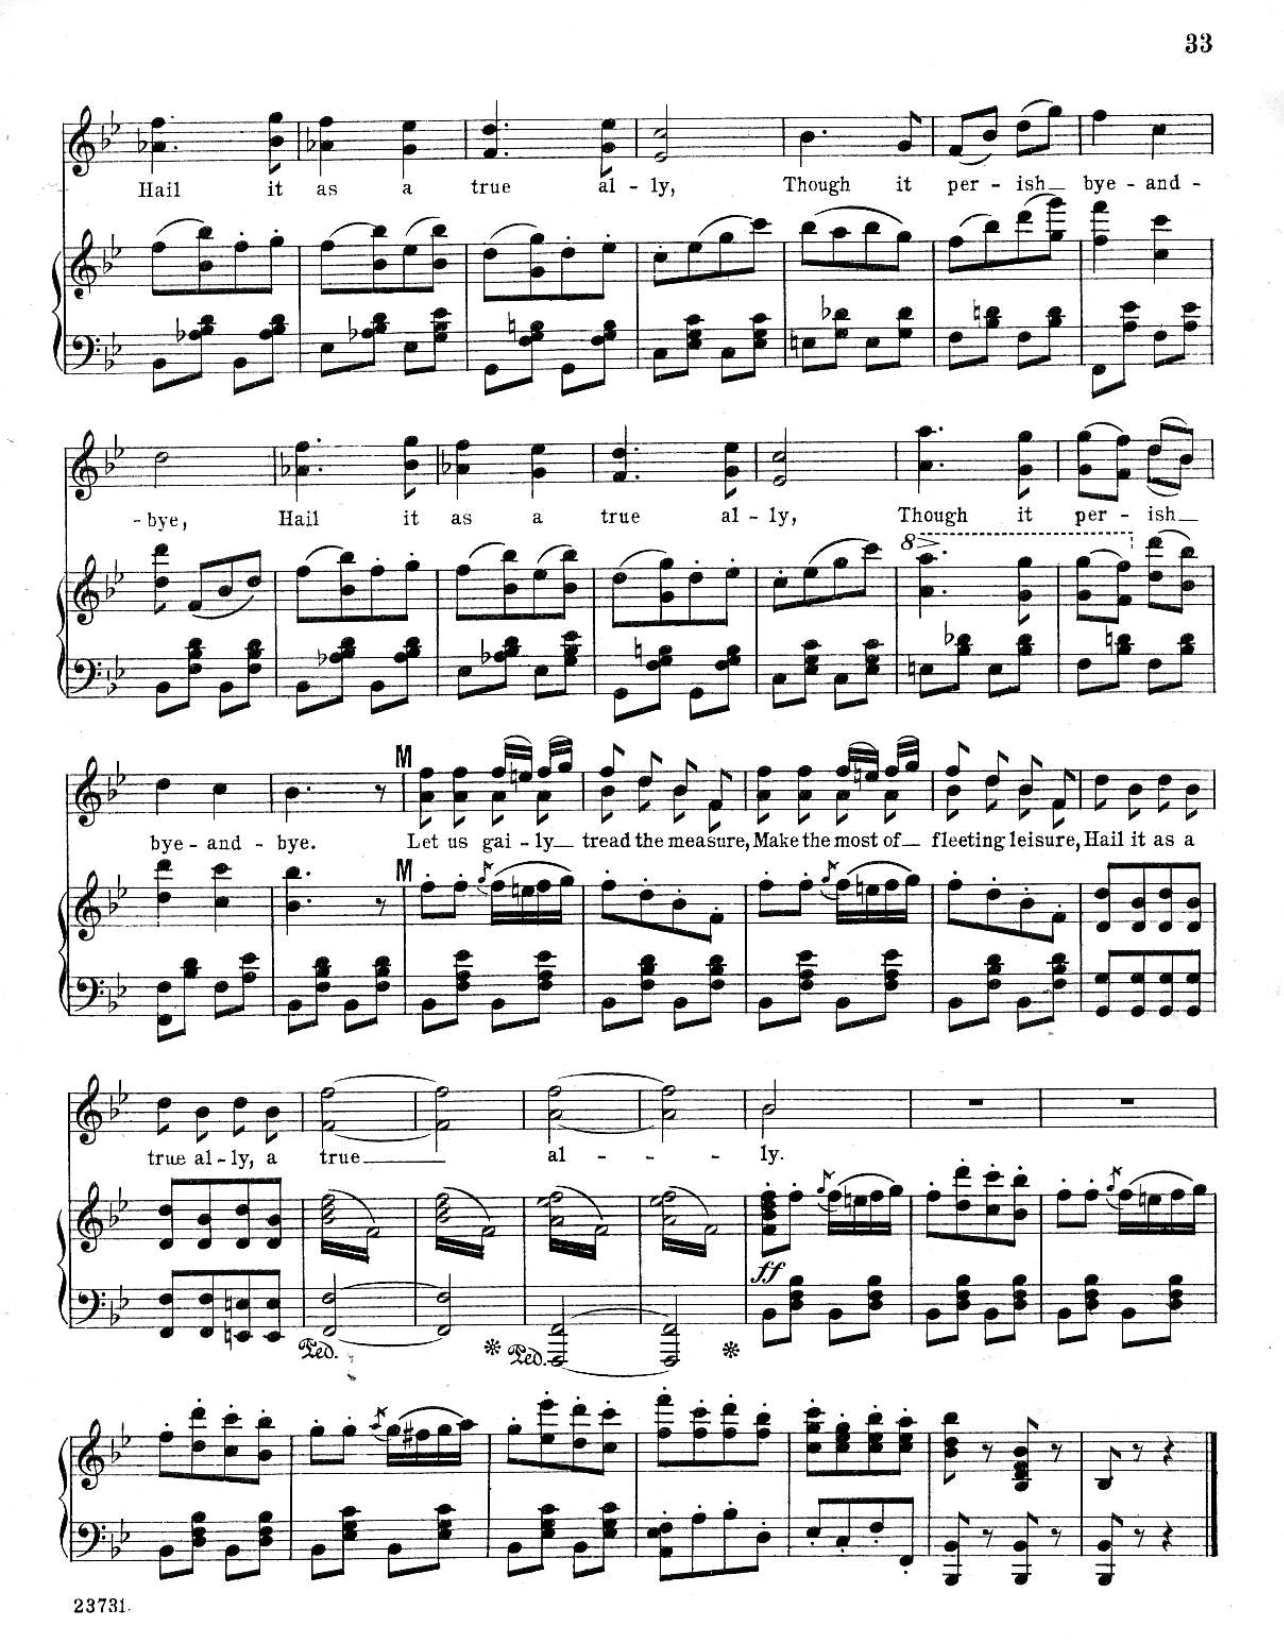 33
Hail it as a true al - ly, Though it per - ish bye - and -
- bye, Hail it as a true al - ly, Though it per - ish
8
M
bye - and - bye. Let us gai - ly tread the measure, Make the most of fleeting leisure, Hail it as a
M
true al - ly, a true al - - - ly.
ff
Ped. Ped.
23731.